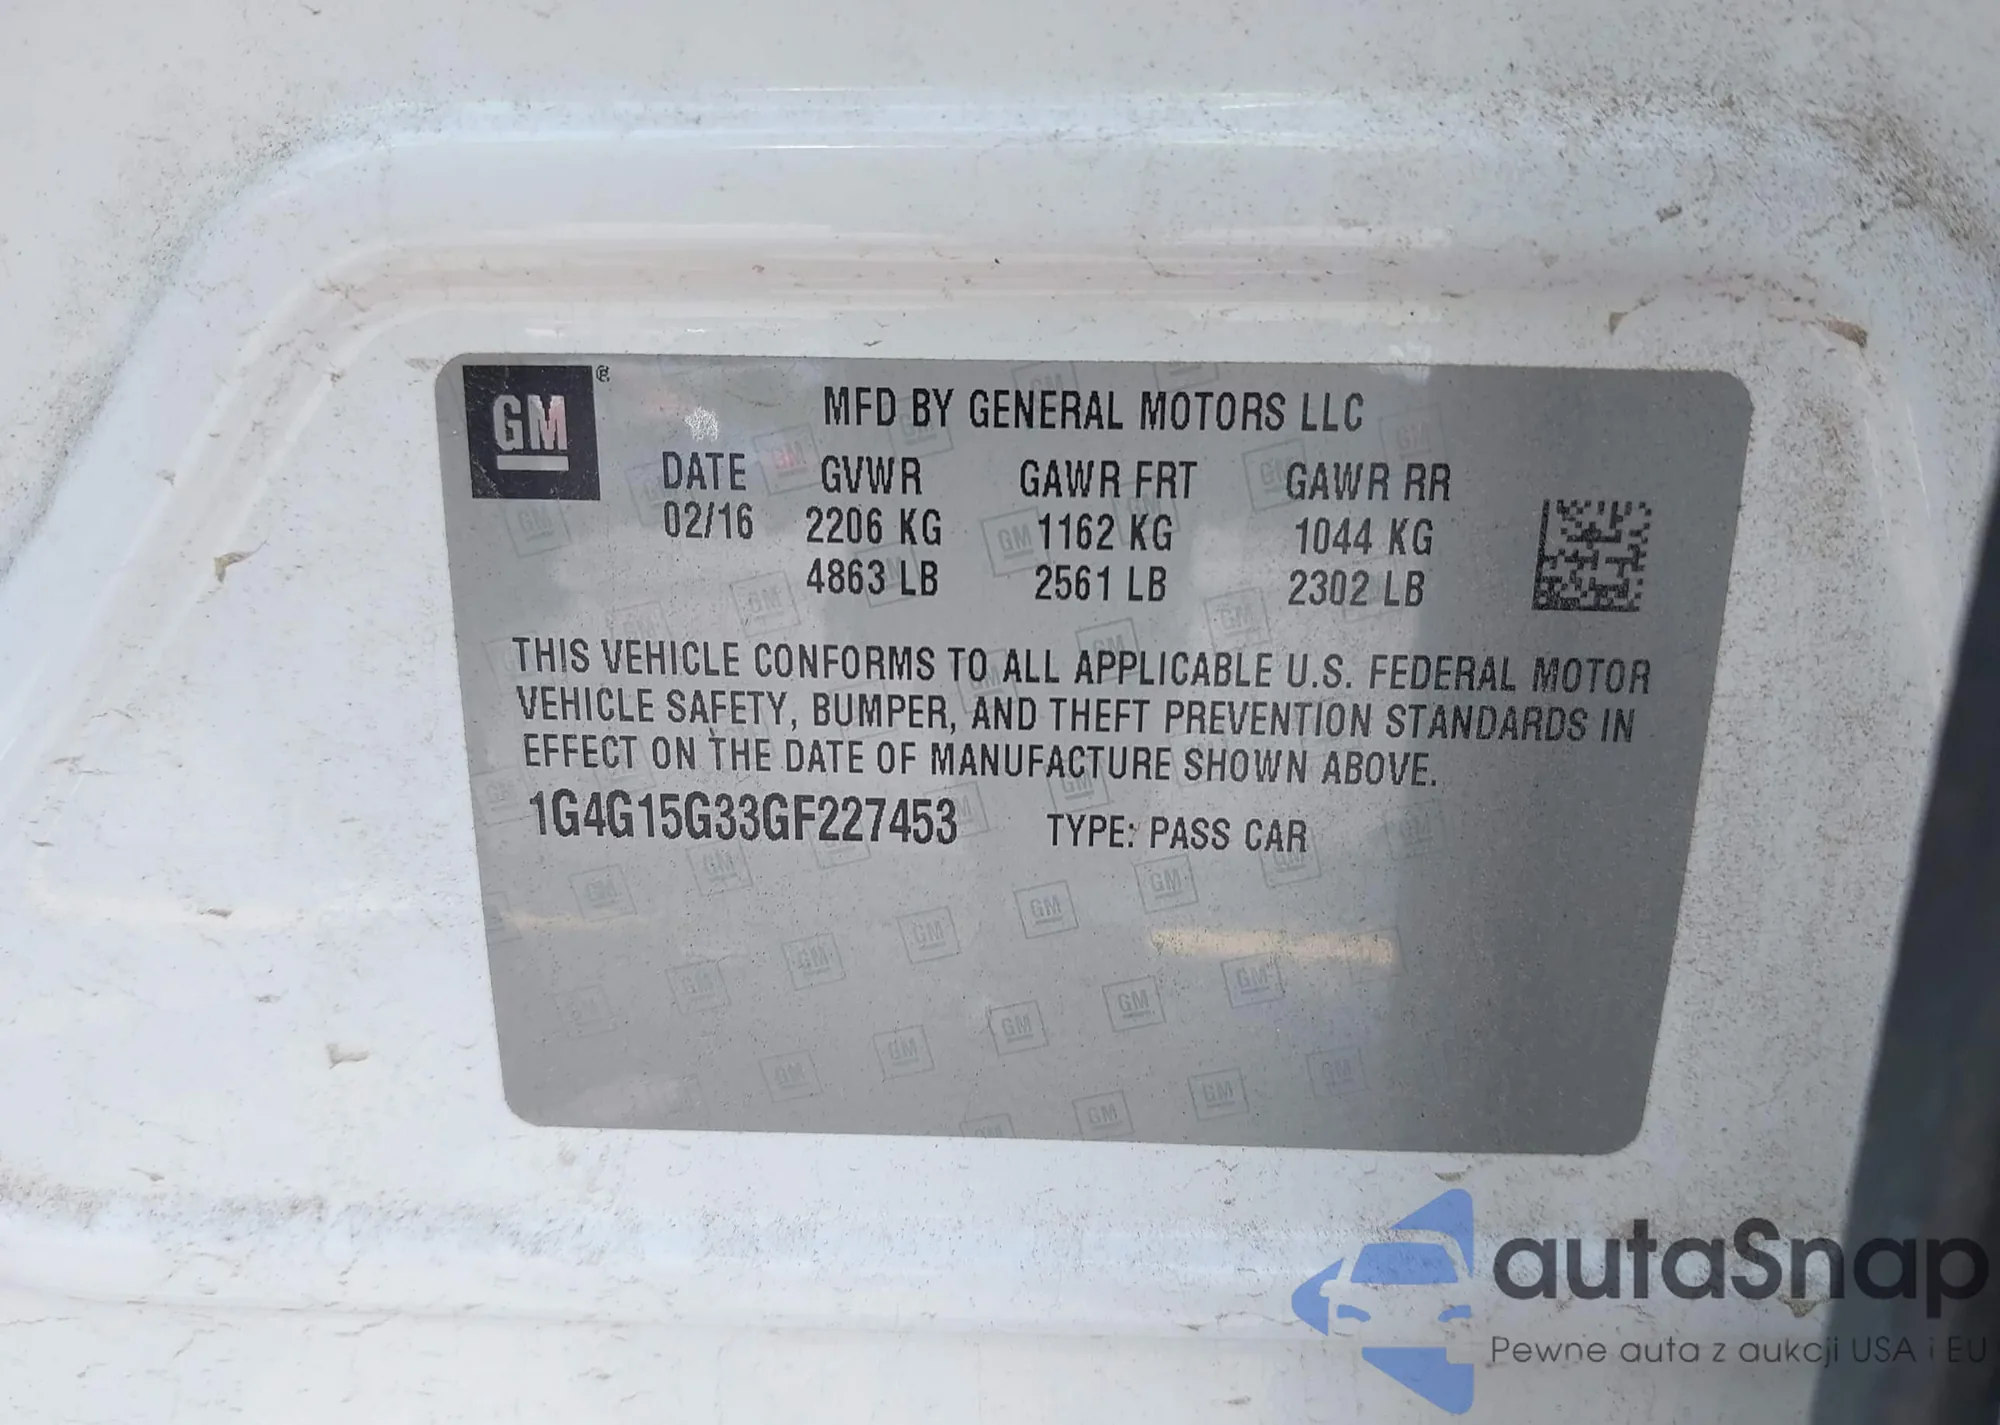 GM ®
MFD BY GENERAL MOTORS LLC
DATE GVWR GAWR FRT GAWR RR
02/16 2206 KG 1162 KG 1044 KG
4863 LB 2561 LB 2302 LB
THIS VEHICLE CONFORMS TO ALL APPLICABLE U.S. FEDERAL MOTOR
VEHICLE SAFETY, BUMPER, AND THEFT PREVENTION STANDARDS IN
EFFECT ON THE DATE OF MANUFACTURE SHOWN ABOVE.
1G4G15G33GF227453 TYPE: PASS CAR
autaSnap
Pewne auta z aukcji USA i EU